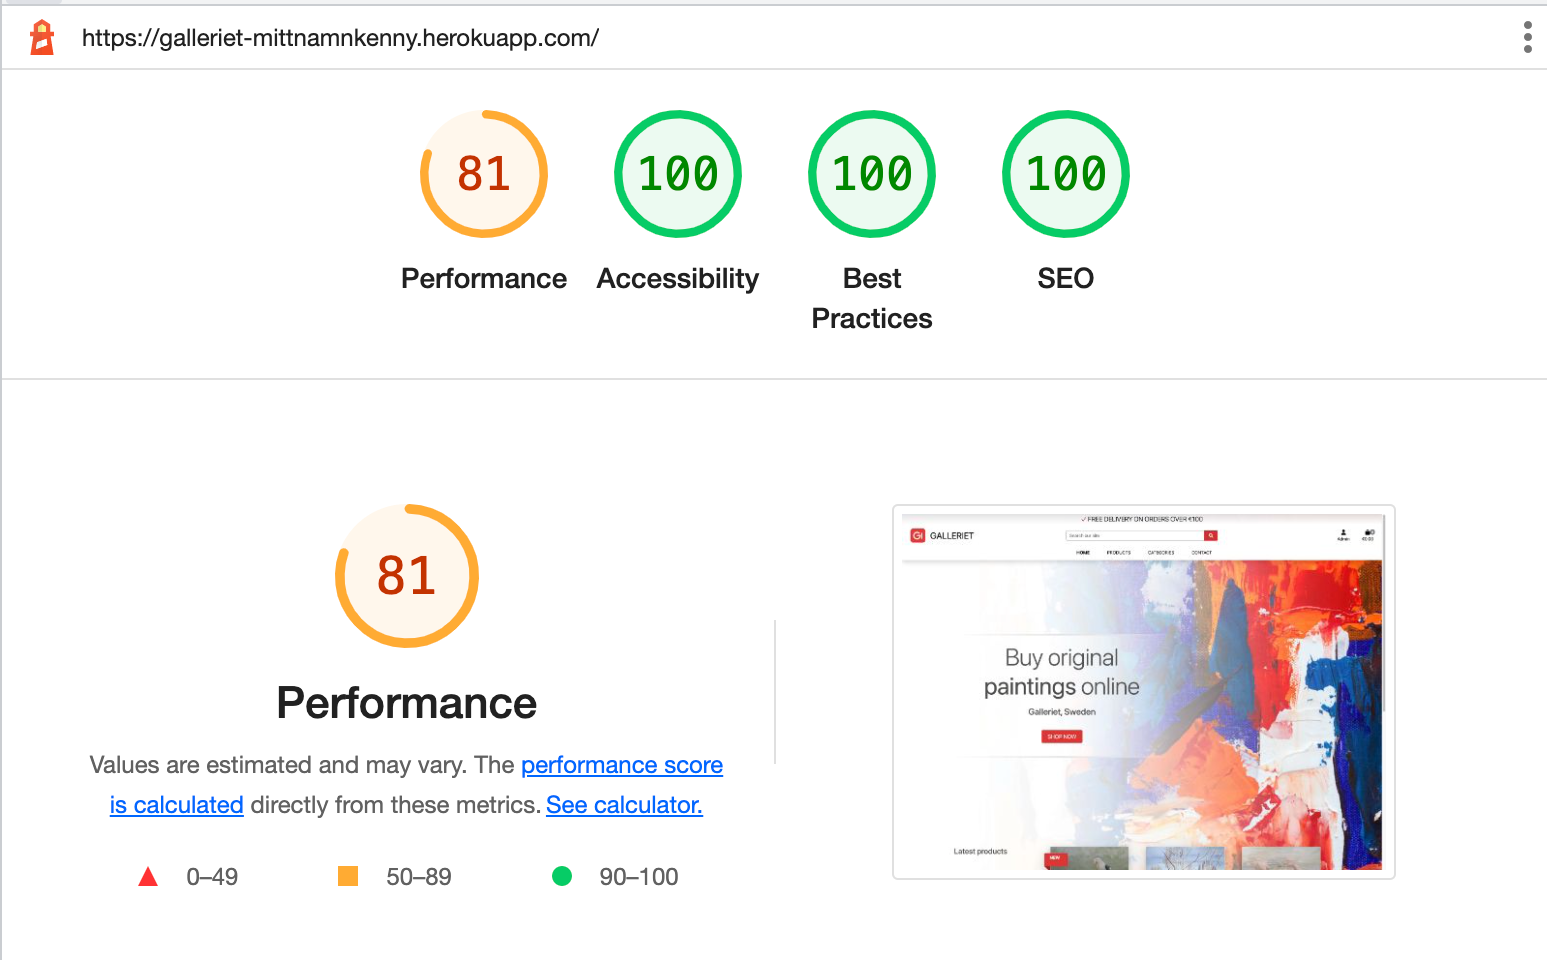 https://galleriet-mittnamnkenny.herokuapp.com/
81
100
100
100
Performance
Accessibility
Best
Practices
SEO
81
Performance
Values are estimated and may vary. The performance score
is calculated directly from these metrics. See calculator.
0–49
50–89
90–100
FREE DELIVERY ON ORDERS OVER €100
GI GALLERIET
Search our site
Admin
HOME
PRODUCTS
CATEGORIES
CONTACT
Buy original
paintings online
Galleriet, Sweden
SHOP NOW
Latest products
NEW